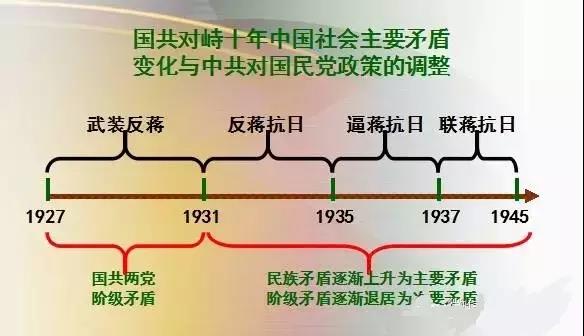 国共对峙十年中国社会主要矛盾
变化与中共对国民党政策的调整
武装反蒋 反蒋抗日 逼蒋抗日 联蒋抗日
1927 1931 1935 1937 1945
国共两党
阶级矛盾
民族矛盾逐渐上升为主要矛盾
阶级矛盾逐渐退居为次要矛盾